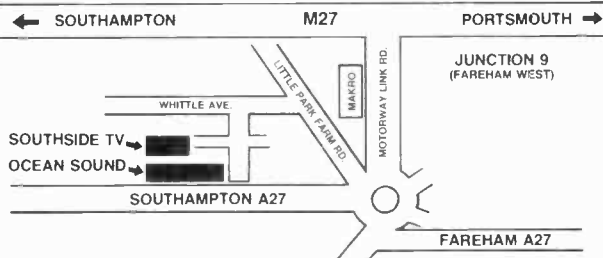 ← SOUTHAMPTON M27 PORTSMOUTH →
JUNCTION 9
(FAREHAM WEST)
LITTLE PARK FARM RD.
MAKRO
MOTORWAY LINK RD.
WHITTLE AVE.
SOUTHSIDE TV
OCEAN SOUND
SOUTHAMPTON A27
FAREHAM A27